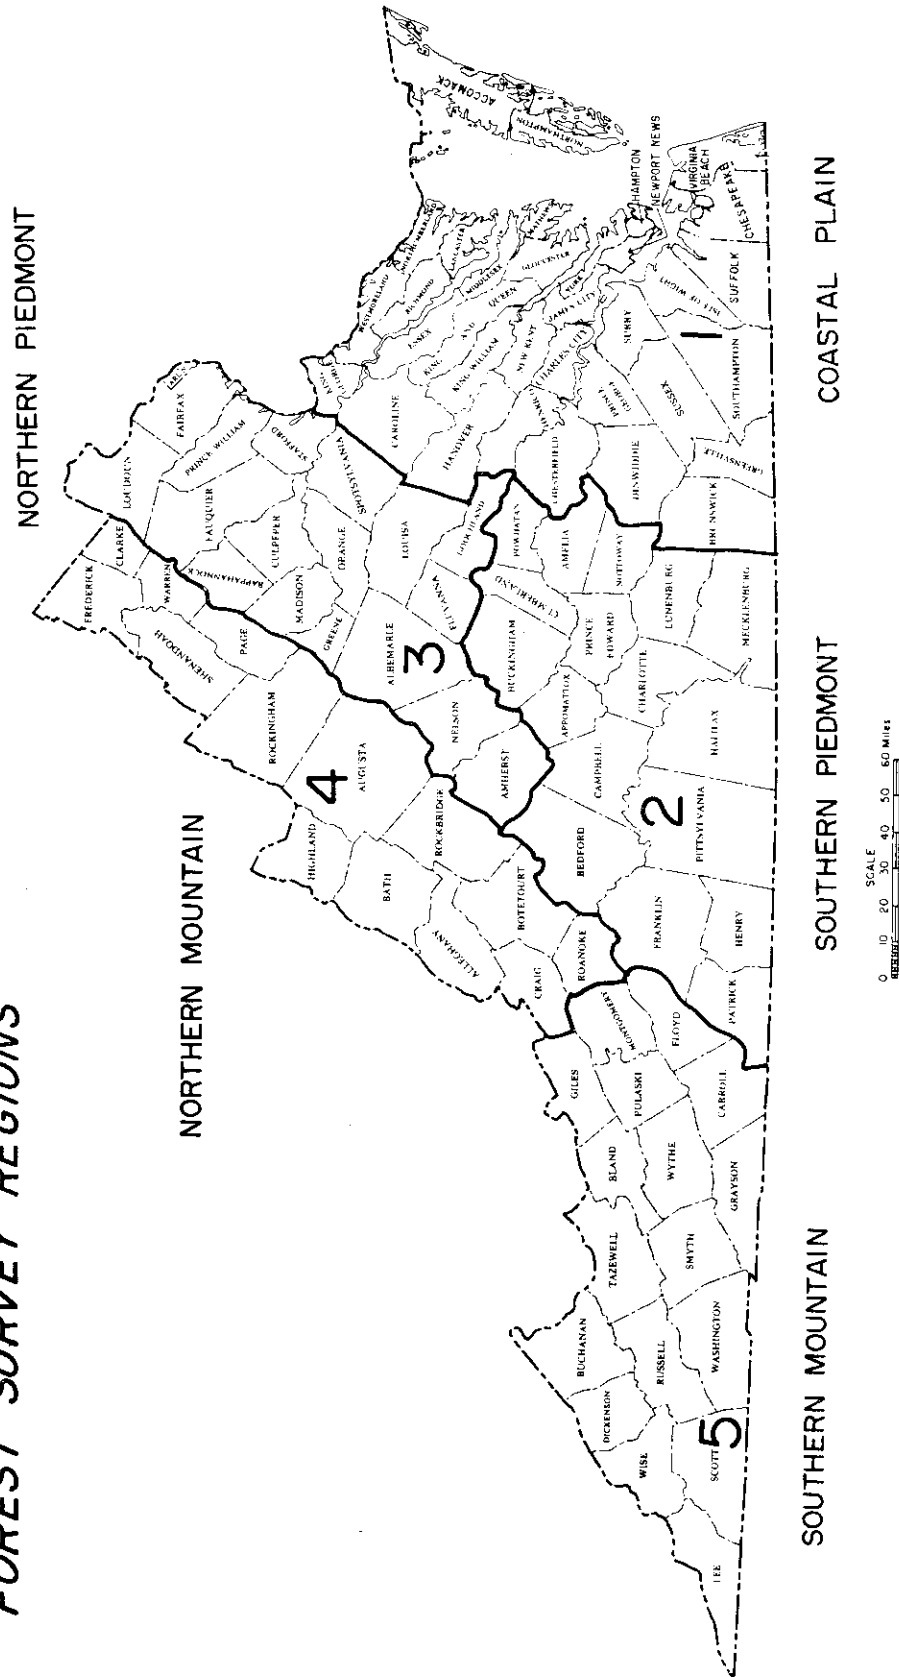 FOREST SURVEY REGIONS
NORTHERN PIEDMONT
NORTHERN MOUNTAIN
FREDERICK
CLARKE
LOUDOUN
FAIRFAX
WARREN
FAUQUIER
PRINCE WILLIAM
SHENANDOAH
PAGE
RAPPAHANNOCK
CULPEPER
STAFFORD
ROCKINGHAM
MADISON
ORANGE
SPOTSYLVANIA
KING
GEORGE
WESTMORELAND
GREENE
HIGHLAND
AUGUSTA
4
ALBEMARLE
3
LOUISA
CAROLINE
ESSEX
RICHMOND
NORTHUMBERLAND
LANCASTER
ACCOMACK
BATH
ROCKBRIDGE
NELSON
FLUVANNA
GOOCHLAND
HANOVER
KING WILLIAM
KING
AND
QUEEN
MIDDLESEX
MATHEWS
GLOUCESTER
NORTHAMPTON
ALLEGHANY
BOTETOURT
AMHERST
BUCKINGHAM
CUMBERLAND
POWHATAN
HENRICO
NEW KENT
CHARLES CITY
JAMES CITY
YORK
HAMPTON
NEWPORT NEWS
CRAIG
ROANOKE
BEDFORD
CAMPBELL
APPOMATTOX
PRINCE
EDWARD
AMELIA
CHESTERFIELD
NOTTOWAY
DINWIDDIE
PRINCE
GEORGE
SURRY
ISLE OF WIGHT
VIRGINIA
BEACH
GILES
MONTGOMERY
BLAND
PULASKI
FLOYD
FRANKLIN
2
PITTSYLVANIA
CHARLOTTE
LUNENBURG
SUSSEX
1
SUFFOLK
CHESAPEAKE
BUCHANAN
TAZEWELL
WYTHE
CARROLL
PATRICK
HENRY
HALIFAX
MECKLENBURG
BRUNSWICK
GREENSVILLE
SOUTHAMPTON
DICKENSON
RUSSELL
SMYTH
GRAYSON
WISE
WASHINGTON
SCOTT
5
LEE
SOUTHERN MOUNTAIN
SOUTHERN PIEDMONT
COASTAL PLAIN
SCALE
0 10 20 30 40 50 60 Miles